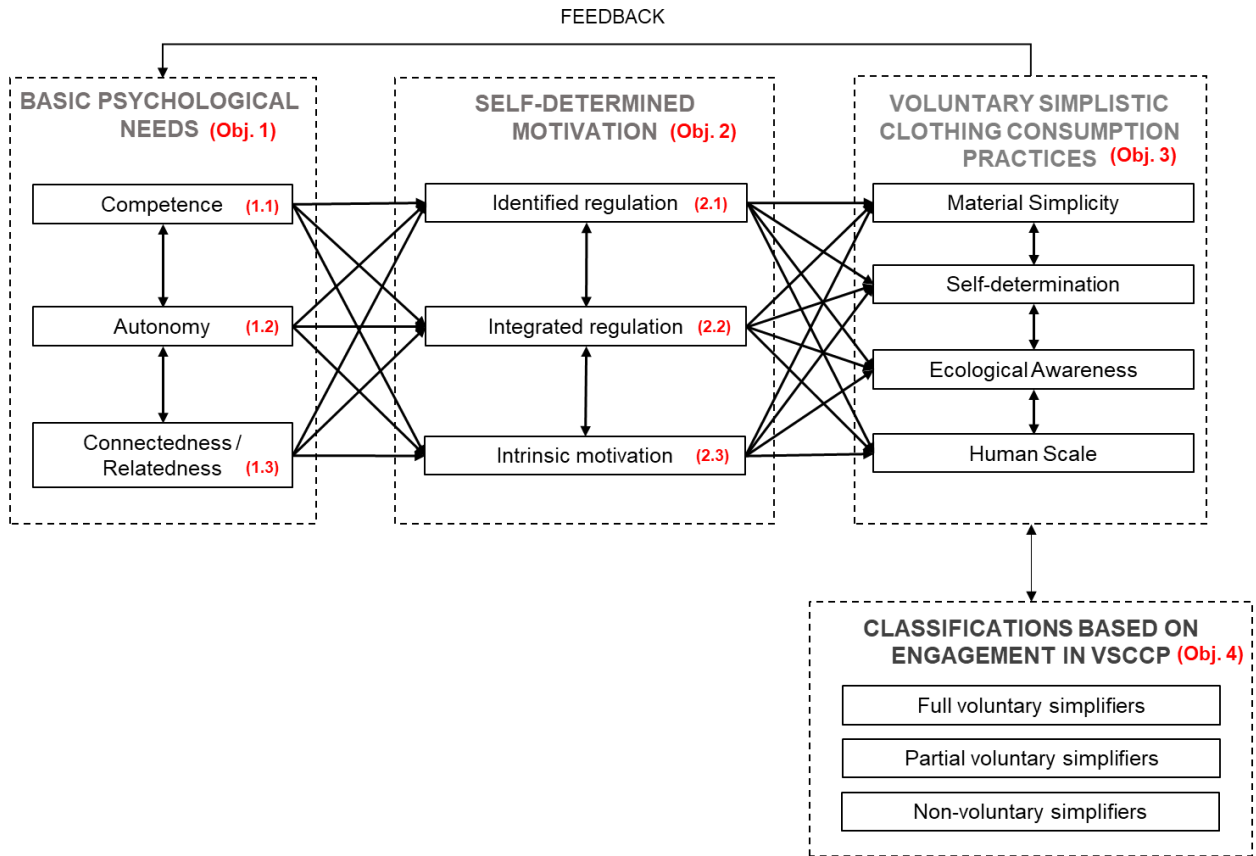 FEEDBACK
BASIC PSYCHOLOGICAL
NEEDS (Obj. 1)
Competence (1.1)
Autonomy (1.2)
Connectedness /
Relatedness (1.3)
SELF-DETERMINED
MOTIVATION (Obj. 2)
Identified regulation (2.1)
Integrated regulation (2.2)
Intrinsic motivation (2.3)
VOLUNTARY SIMPLISTIC
CLOTHING CONSUMPTION
PRACTICES (Obj. 3)
Material Simplicity
Self-determination
Ecological Awareness
Human Scale
CLASSIFICATIONS BASED ON
ENGAGEMENT IN VSCCP (Obj. 4)
Full voluntary simplifiers
Partial voluntary simplifiers
Non-voluntary simplifiers